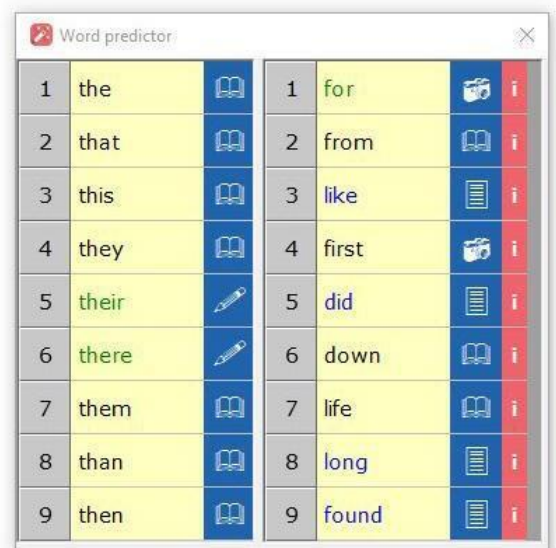 Word predictor
1 the 1 for i
2 that 2 from i
3 this 3 like i
4 they 4 first i
5 their 5 did i
6 there 6 down i
7 them 7 life i
8 than 8 long i
9 then 9 found i